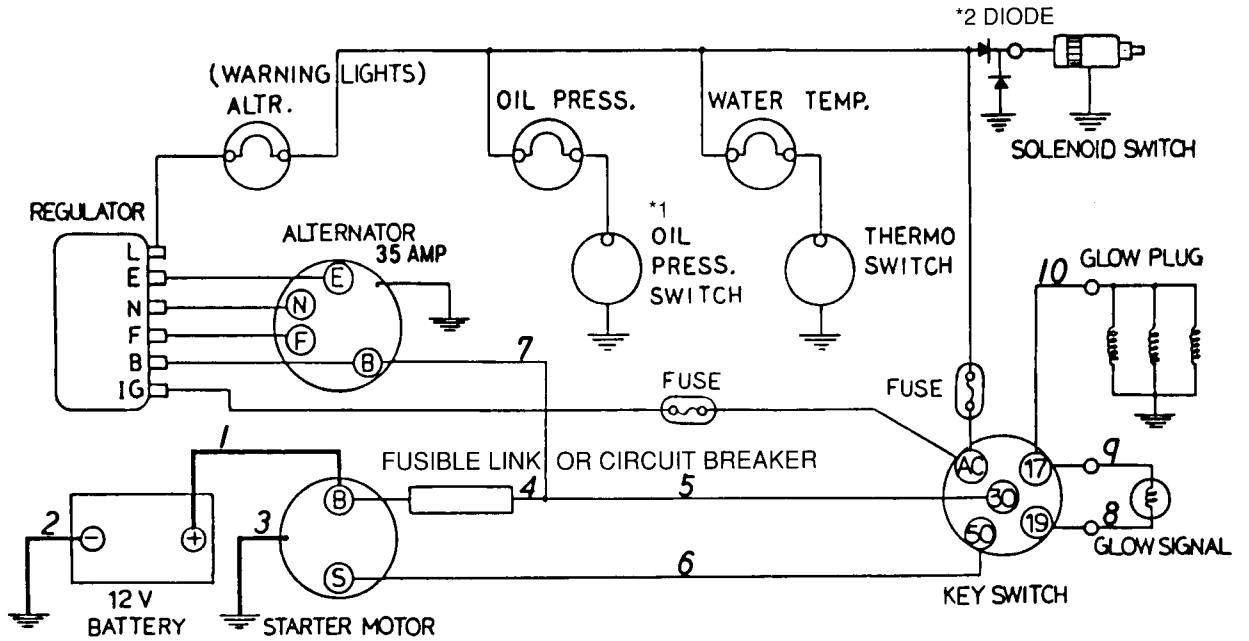 *2 DIODE
(WARNING LIGHTS)
ALTR.
OIL PRESS.
WATER TEMP.
SOLENOID SWITCH
REGULATOR
L
E
N
F
B
IG
ALTERNATOR
35 AMP
E
N
F
B
*1
OIL
PRESS.
SWITCH
THERMO
SWITCH
10
GLOW PLUG
7
FUSE
FUSE
1
FUSIBLE LINK OR CIRCUIT BREAKER
AC
17
30
50
19
9
8
GLOW SIGNAL
2
-
+
3
B
S
4
5
6
12 V
BATTERY
STARTER MOTOR
KEY SWITCH